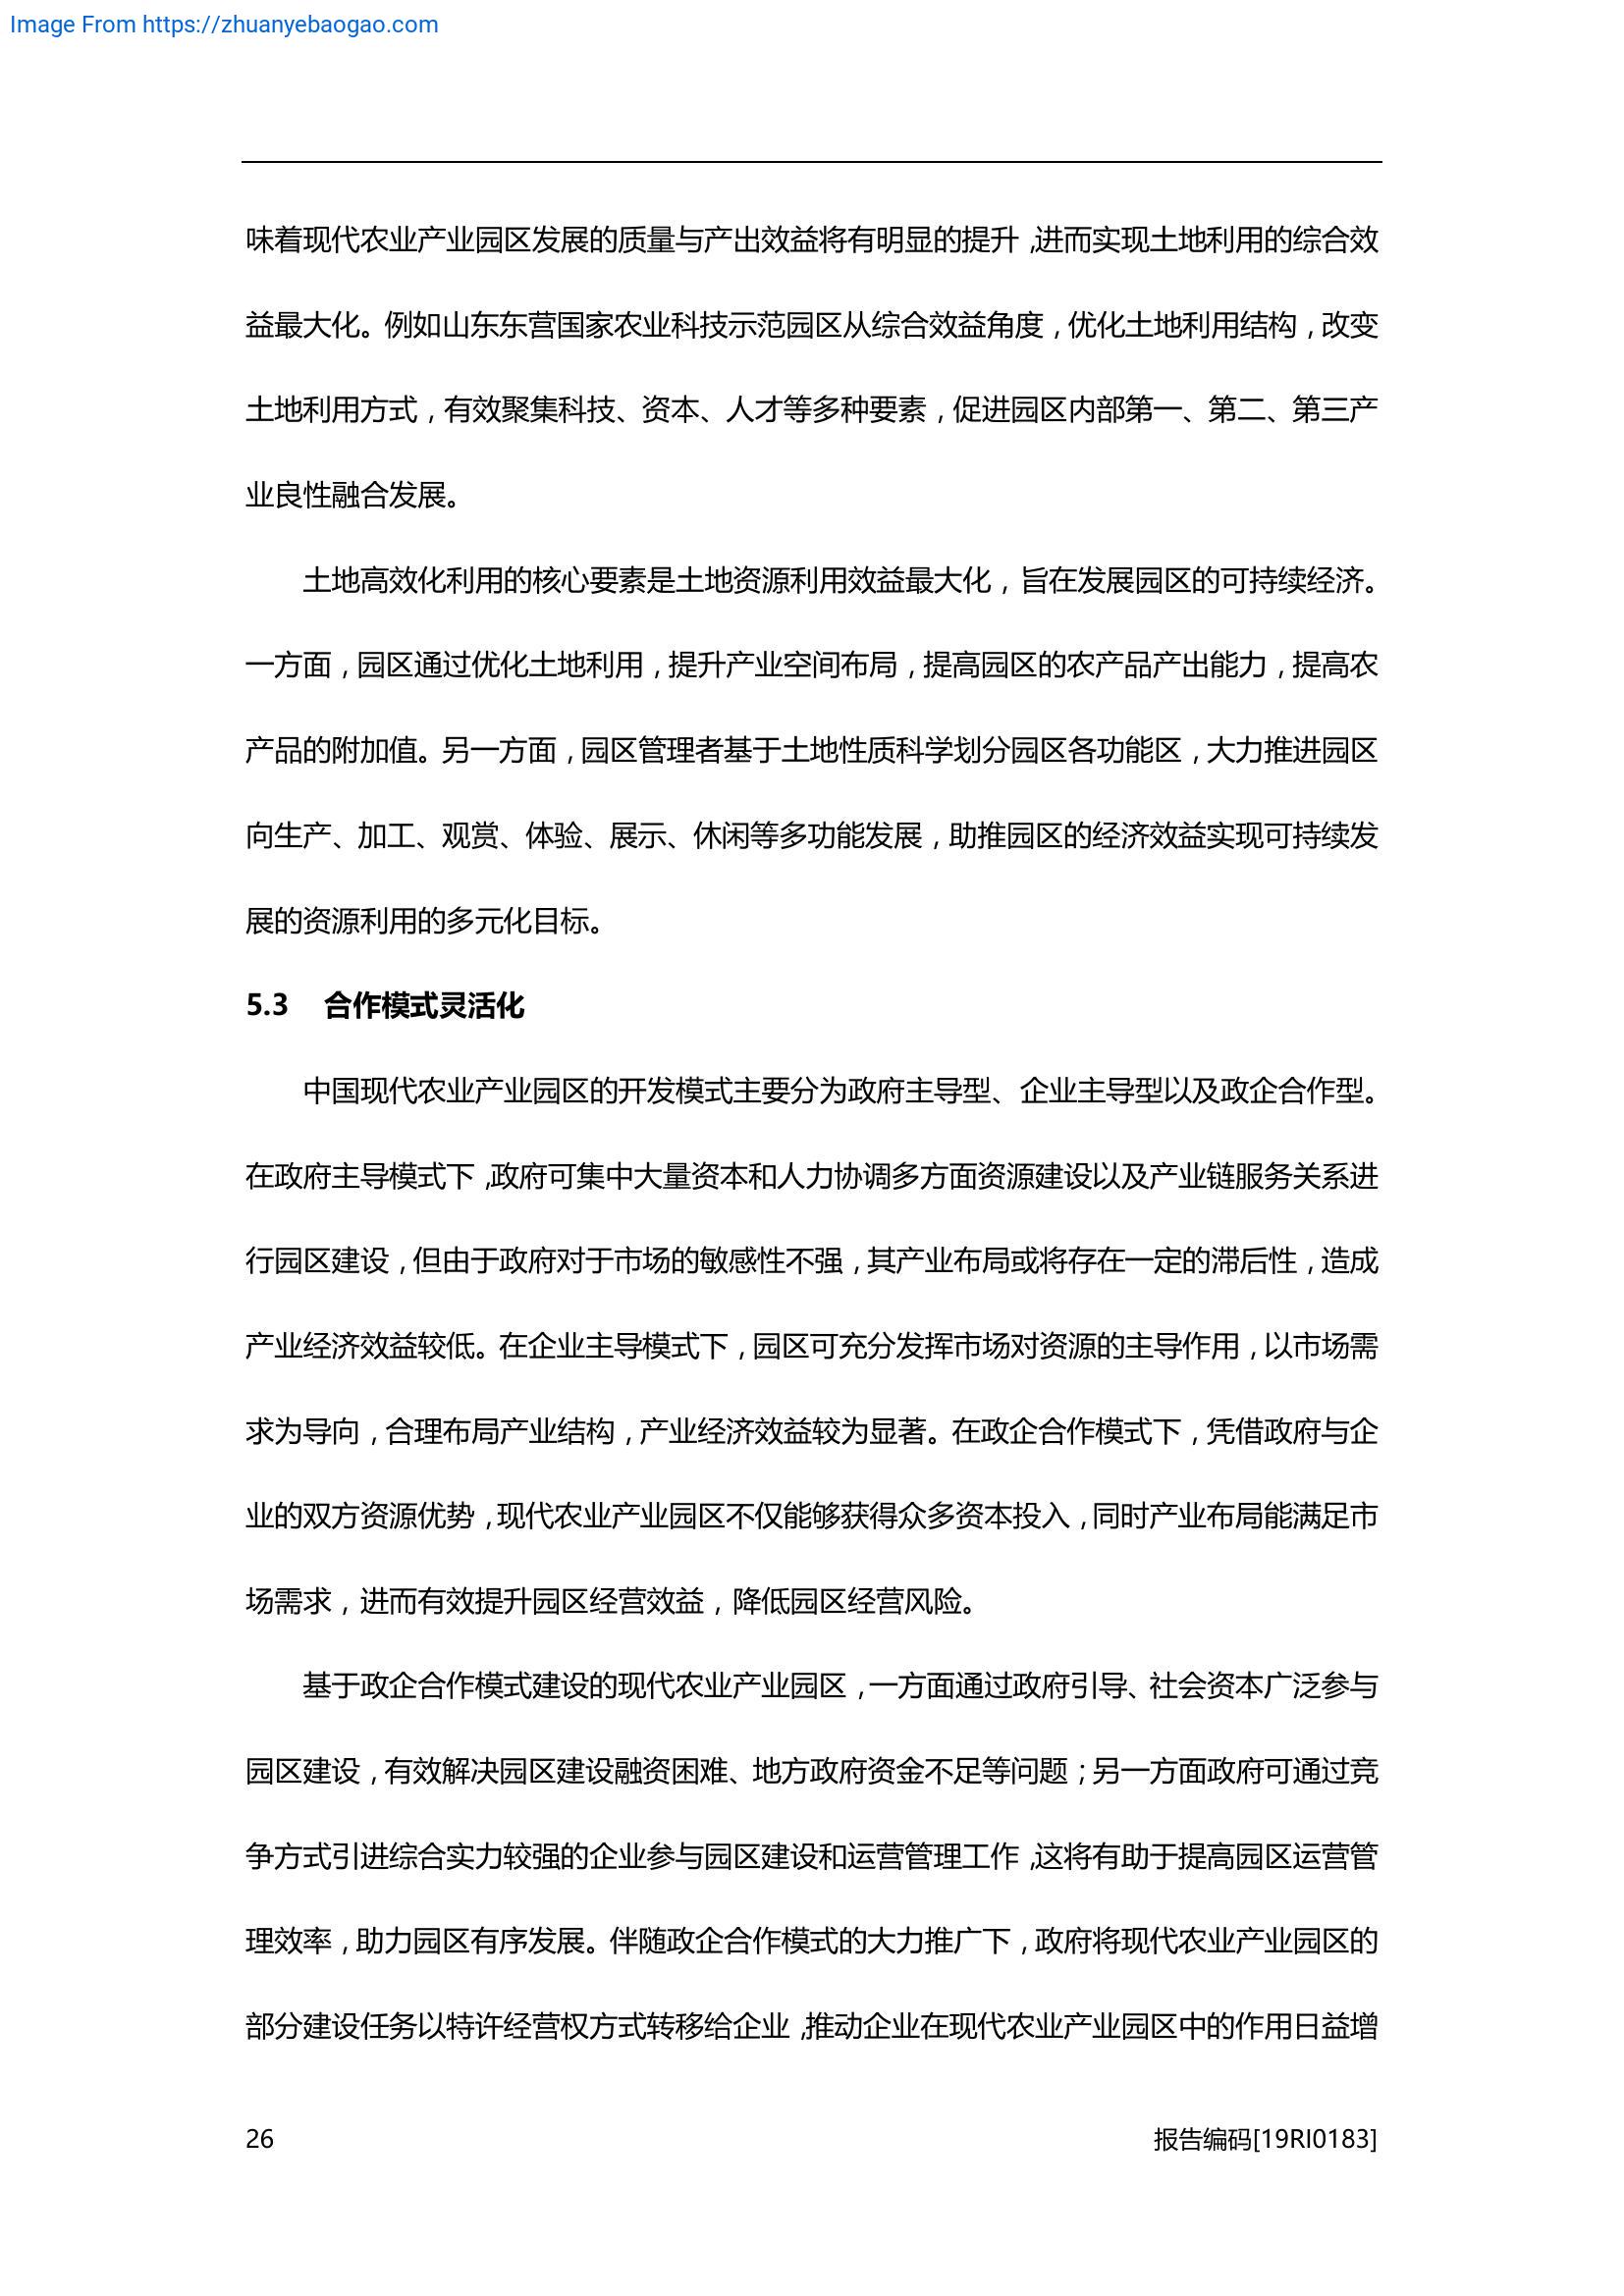 Image From https://zhuanyebaogao.com
味着现代农业产业园区发展的质量与产出效益将有明显的提升，进而实现土地利用的综合效
益最大化。例如山东东营国家农业科技示范园区从综合效益角度，优化土地利用结构，改变
土地利用方式，有效聚集科技、资本、人才等多种要素，促进园区内部第一、第二、第三产
业良性融合发展。
土地高效化利用的核心要素是土地资源利用效益最大化，旨在发展园区的可持续经济。
一方面，园区通过优化土地利用，提升产业空间布局，提高园区的农产品产出能力，提高农
产品的附加值。另一方面，园区管理者基于土地性质科学划分园区各功能区，大力推进园区
向生产、加工、观赏、体验、展示、休闲等多功能发展，助推园区的经济效益实现可持续发
展的资源利用的多元化目标。
5.3 合作模式灵活化
中国现代农业产业园区的开发模式主要分为政府主导型、企业主导型以及政企合作型。
在政府主导模式下，政府可集中大量资本和人力协调多方面资源建设以及产业链服务关系进
行园区建设，但由于政府对于市场的敏感性不强，其产业布局或将存在一定的滞后性，造成
产业经济效益较低。在企业主导模式下，园区可充分发挥市场对资源的主导作用，以市场需
求为导向，合理布局产业结构，产业经济效益较为显著。在政企合作模式下，凭借政府与企
业的双方资源优势，现代农业产业园区不仅能够获得众多资本投入，同时产业布局能满足市
场需求，进而有效提升园区经营效益，降低园区经营风险。
基于政企合作模式建设的现代农业产业园区，一方面通过政府引导、社会资本广泛参与
园区建设，有效解决园区建设融资困难、地方政府资金不足等问题；另一方面政府可通过竞
争方式引进综合实力较强的企业参与园区建设和运营管理工作，这将有助于提高园区运营管
理效率，助力园区有序发展。伴随政企合作模式的大力推广下，政府将现代农业产业园区的
部分建设任务以特许经营权方式转移给企业，推动企业在现代农业产业园区中的作用日益增
26 报告编码[19RI0183]